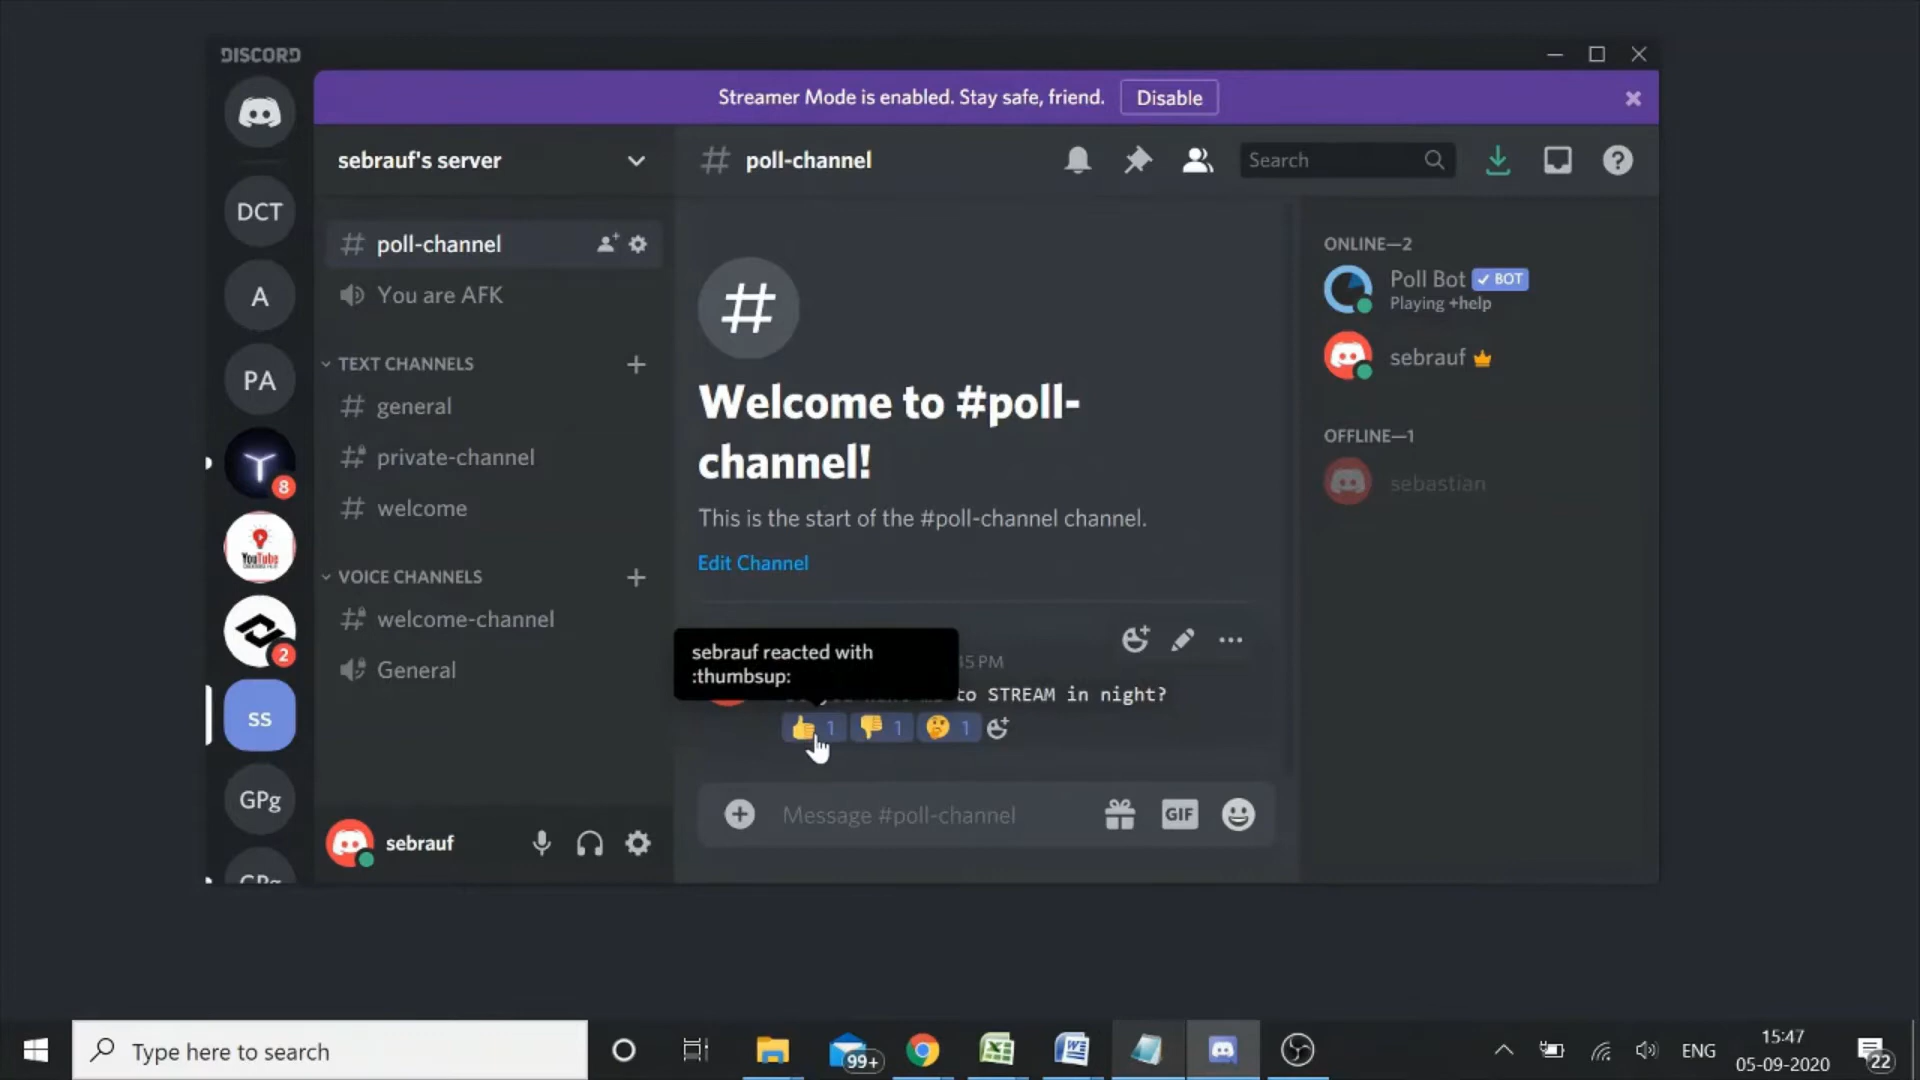 DISCORD
Streamer Mode is enabled. Stay safe, friend. Disable
sebrauf's server
poll-channel
Search
DCT
A
PA
8
YouTube
2
ss
GPg
poll-channel
You are AFK
TEXT CHANNELS
general
private-channel
welcome
VOICE CHANNELS
welcome-channel
General
sebrauf
Welcome to #poll-
channel!
This is the start of the #poll-channel channel.
Edit Channel
sebrauf reacted with
:thumbsup:
PM
to STREAM in night?
1 1 1
Message #poll-channel
GIF
ONLINE—2
Poll Bot BOT
Playing +help
sebrauf
OFFLINE—1
sebastian
Type here to search
99+
ENG
15:47
05-09-2020
22